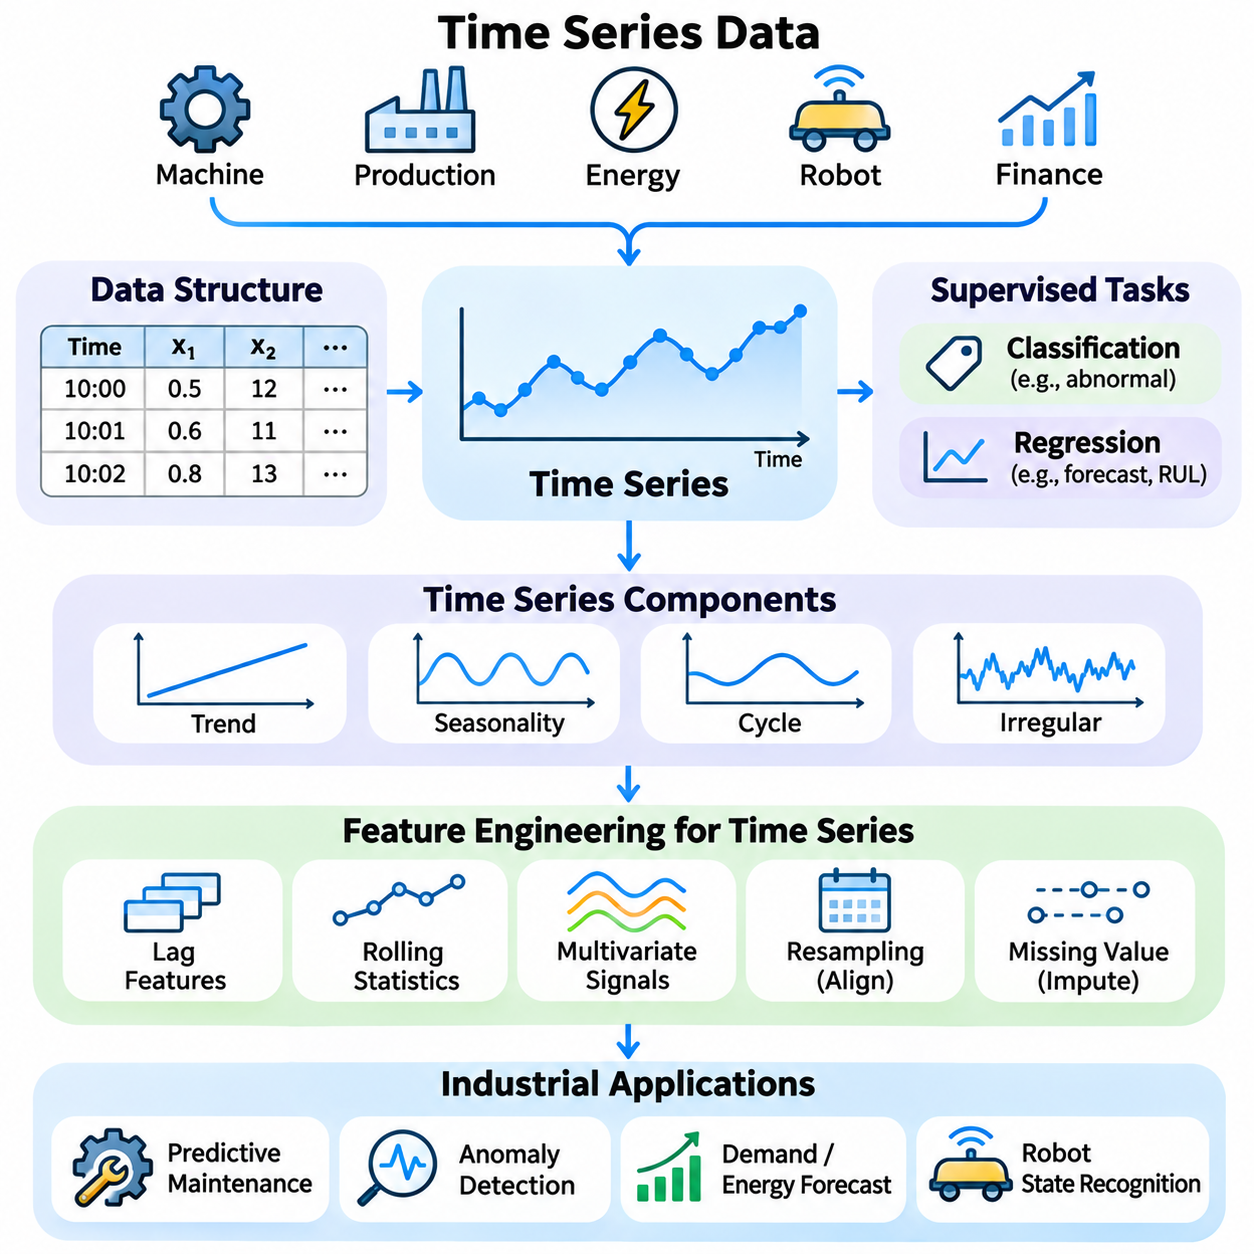 Time Series Data
Machine
Production
Energy
Robot
Finance
Data Structure
Time X₁ X₂ ...
10:00 0.5 12 ...
10:01 0.6 11 ...
10:02 0.8 13 ...
Time
Time Series
Supervised Tasks
Classification
(e.g., abnormal)
Regression
(e.g., forecast, RUL)
Time Series Components
Trend
Seasonality
Cycle
Irregular
Feature Engineering for Time Series
Lag
Features
Rolling
Statistics
Multivariate
Signals
Resampling
(Align)
Missing Value
(Impute)
Industrial Applications
Predictive
Maintenance
Anomaly
Detection
Demand /
Energy Forecast
Robot
State Recognition